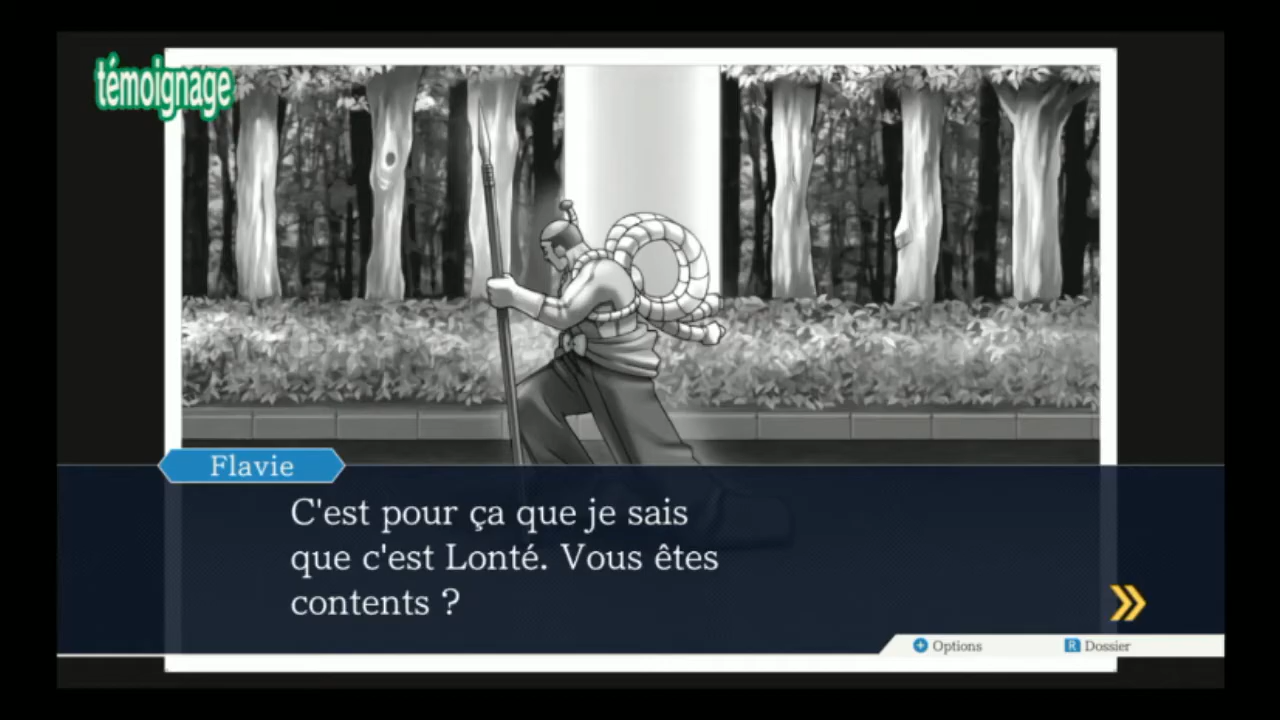 témoignage
Flavie
C'est pour ça que je sais
que c'est Lonté. Vous êtes
contents ?
+ Options
R Dossier